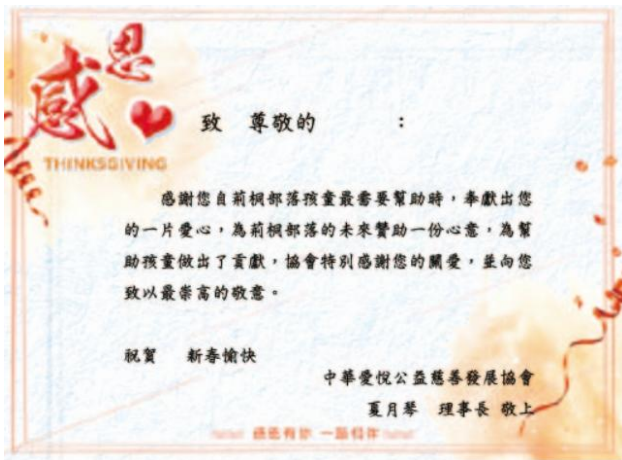 感恩
THINKSGIVING
致 尊敬的 :
感謝您自莿桐部落孩童最需要幫助時，奉獻出您
的一片愛心，為莿桐部落的未來贊助一份心意，為幫
助孩童做出了貢獻，協會特別感謝您的關愛，並向您
致以最崇高的敬意。
祝賀 新春愉快
中華愛悅公益慈善發展協會
夏月琴 理事長 敬上
感恩有你 一路相伴